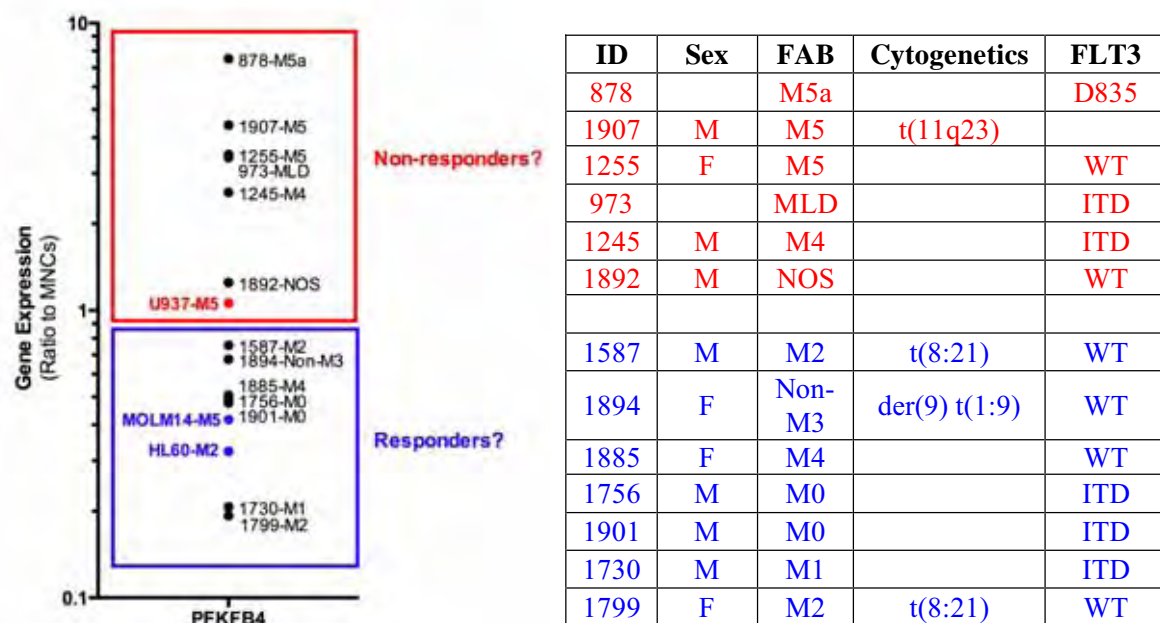 10
878-M5a
1907-M5
1255-M5
973-MLD
1245-M4
1892-NOS
U937-M5
Non-responders?
Gene Expression
(Ratio to MNCs)
1
1587-M2
1894-Non-M3
1885-M4
1756-M0
MOLM14-M5
1901-M0
HL60-M2
Responders?
1730-M1
1799-M2
0.1
PFKFB4
ID Sex FAB Cytogenetics FLT3
878 M5a D835
1907 M M5 t(11q23)
1255 F M5 WT
973 MLD ITD
1245 M M4 ITD
1892 M NOS WT
1587 M M2 t(8:21) WT
1894 F Non-M3 der(9) t(1:9) WT
1885 F M4 WT
1756 M M0 ITD
1901 M M0 ITD
1730 M M1 ITD
1799 F M2 t(8:21) WT